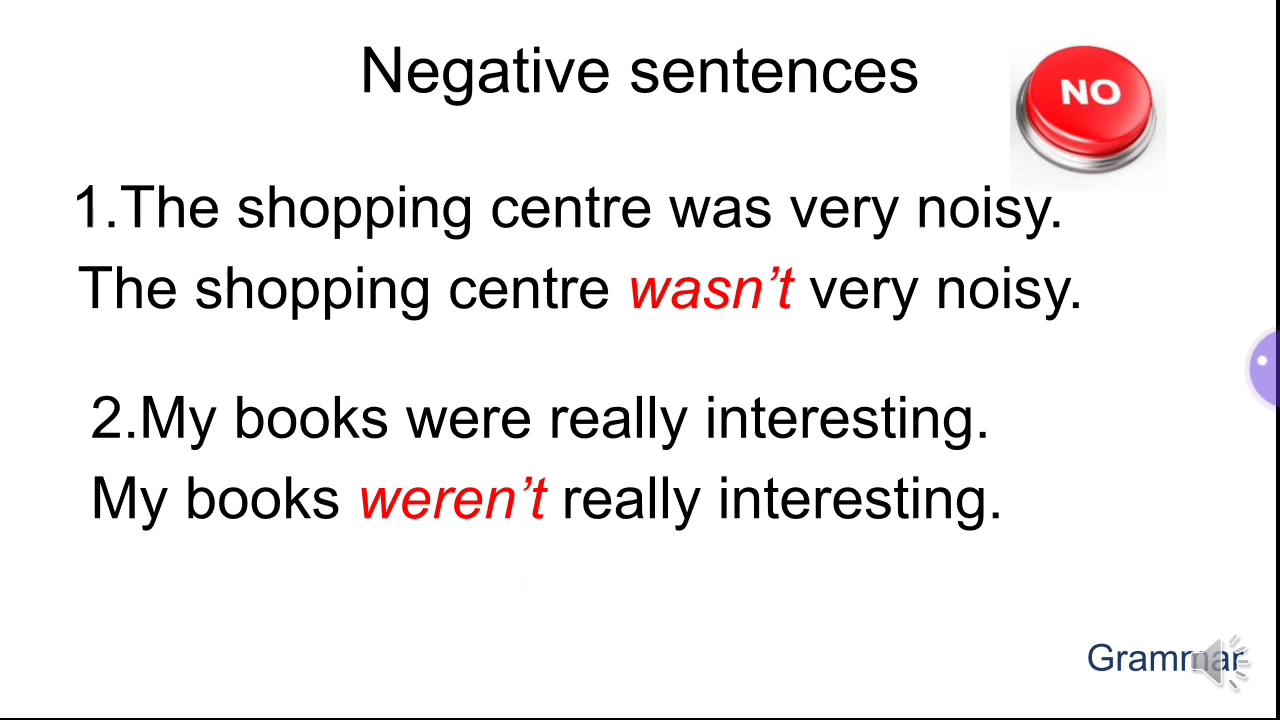 Negative sentences
NO
1.The shopping centre was very noisy.
The shopping centre wasn’t very noisy.
2.My books were really interesting.
My books weren’t really interesting.
Grammar